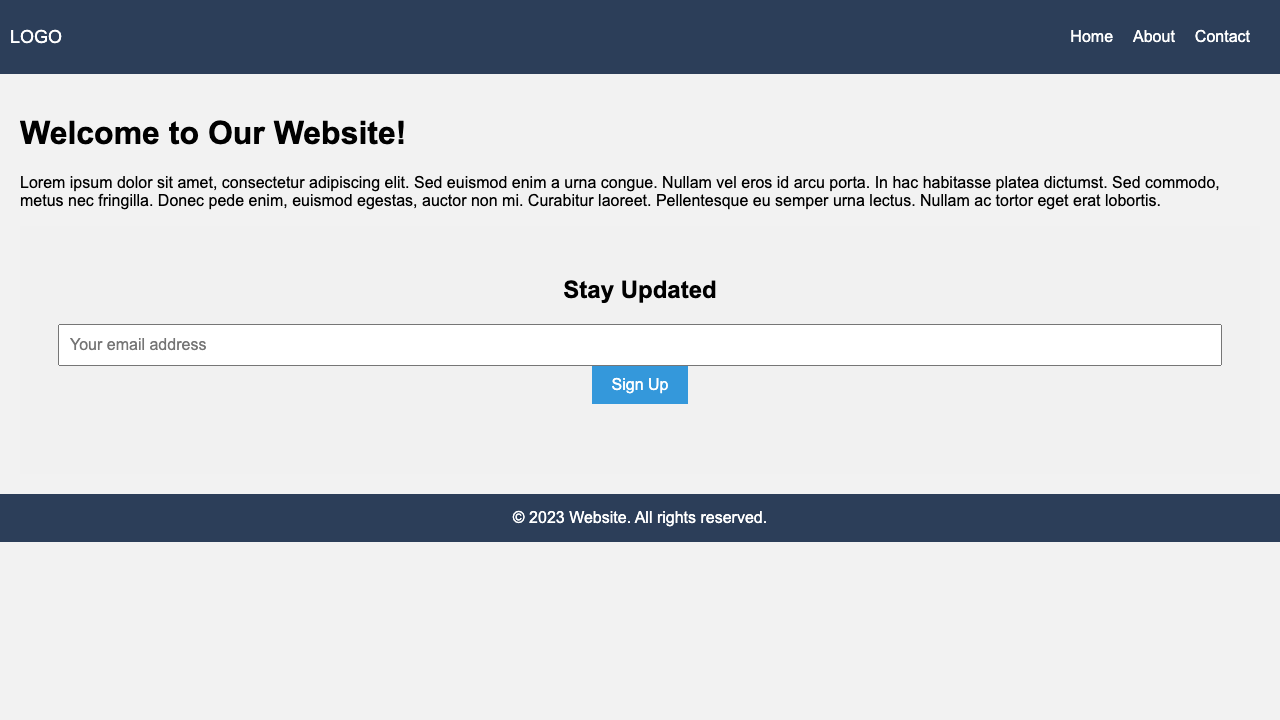 LOGO
Home About Contact
Welcome to Our Website!
Lorem ipsum dolor sit amet, consectetur adipiscing elit. Sed euismod enim a urna congue. Nullam vel eros id arcu porta. In hac habitasse platea dictumst. Sed commodo,
metus nec fringilla. Donec pede enim, euismod egestas, auctor non mi. Curabitur laoreet. Pellentesque eu semper urna lectus. Nullam ac tortor eget erat lobortis.
Stay Updated
Your email address
Sign Up
© 2023 Website. All rights reserved.